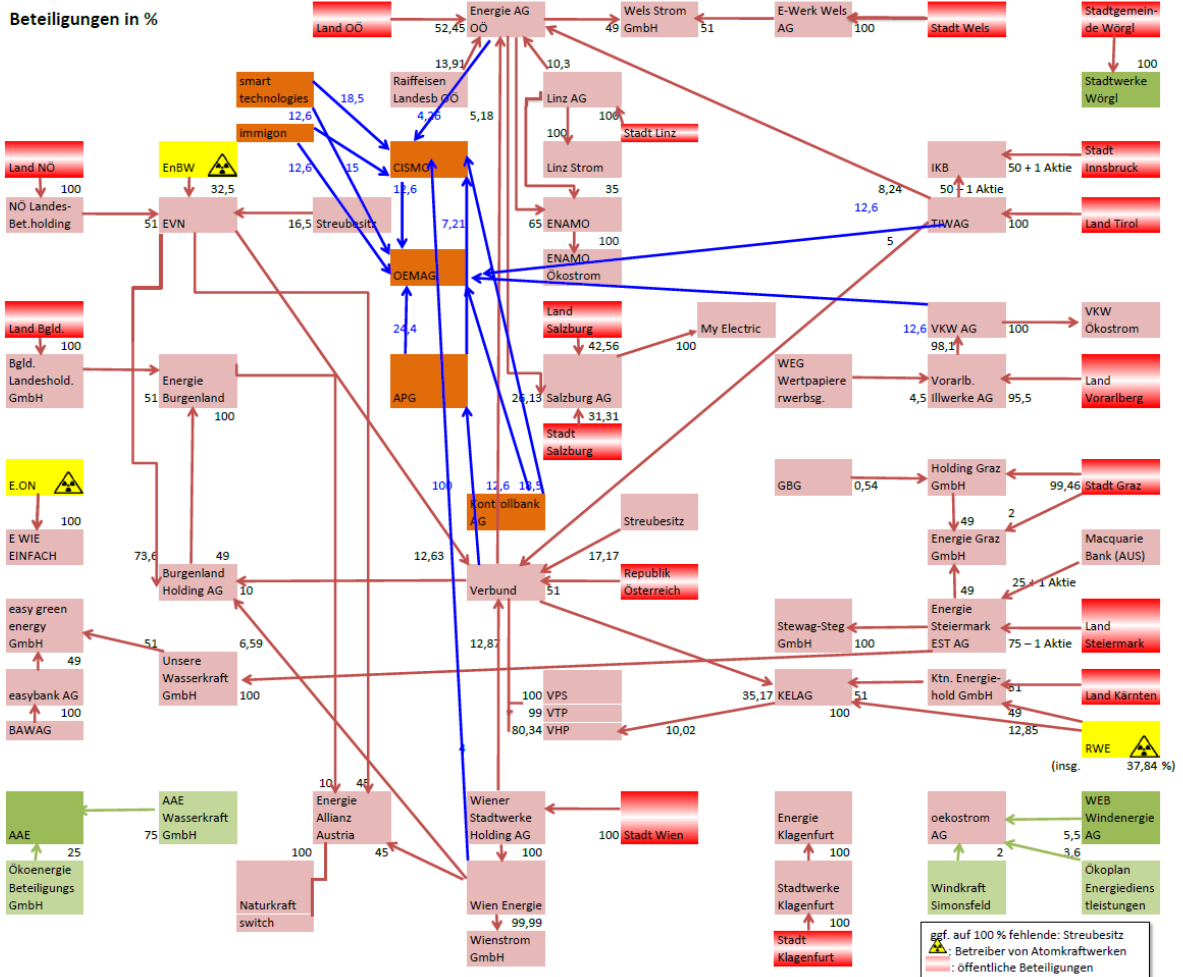 Beteiligungen in %
Land OÖ
52,45
Energie AG
OÖ
49
Wels Strom
GmbH
51
E-Werk Wels
AG
100
Stadt Wels
Stadtgemein-
de Wörgl
100
Stadtwerke
Wörgl
13,91
10,3
smart
technologies
18,5
Raiffeisen
Landesb OÖ
4,26
5,18
Linz AG
100
Stadt Linz
12,6
immigon
100
Linz Strom
Land NÖ
100
NÖ Landes-
Bet.holding
EnBW
32,5
51
EVN
16,5
Streubesitz
12,6
15
CISMO
12,6
7,21
OEMAG
24,4
APG
35
65
ENAMO
100
ENAMO
Ökostrom
IKB
50 + 1 Aktie
Stadt
Innsbruck
50 + 1 Aktie
8,24
12,6
TIWAG
100
Land Tirol
5
Land Bgld.
100
Bgld.
Landeshold.
GmbH
51
Energie
Burgenland
100
Land
Salzburg
42,56
My Electric
100
26,13
Salzburg AG
31,31
Stadt
Salzburg
12,6
VKW AG
98,1
100
VKW
Ökostrom
WEG
Wertpapiere
rwerbsg.
4,5
Vorarlb.
Illwerke AG
95,5
Land
Vorarlberg
E.ON
100
E WIE
EINFACH
100
12,6
18,5
Kontrollbank
AG
Streubesitz
17,17
GBG
0,54
Holding Graz
GmbH
99,46
Stadt Graz
49
2
Energie Graz
GmbH
49
Macquarie
Bank (AUS)
25 + 1 Aktie
73,6
49
Burgenland
Holding AG
10
12,63
Verbund
51
Republik
Österreich
easy green
energy
GmbH
51
49
6,59
Unsere
Wasserkraft
GmbH
100
easybank AG
100
BAWAG
12,87
Stewag-Steg
GmbH
100
Energie
Steiermark
EST AG
75 – 1 Aktie
Land
Steiermark
100
VPS
99
VTP
80,34
VHP
10,02
35,17
KELAG
51
100
Ktn. Energie-
hold GmbH
51
49
Land Kärnten
12,85
RWE
(insg.
37,84 %)
4
AAE
75
AAE
Wasserkraft
GmbH
25
Ökoenergie
Beteiligungs
GmbH
10
45
Energie
Allianz
Austria
100
45
Naturkraft
switch
Wiener
Stadtwerke
Holding AG
100
100
Stadt Wien
Wien Energie
99,99
Wienstrom
GmbH
Energie
Klagenfurt
100
Stadtwerke
Klagenfurt
100
Stadt
Klagenfurt
oekostrom
AG
2
5,5
3,6
WEB
Windenergie
AG
Windkraft
Simonsfeld
Ökoplan
Energiediens
tleistungen
ggf. auf 100 % fehlende: Streubesitz
: Betreiber von Atomkraftwerken
: öffentliche Beteiligungen